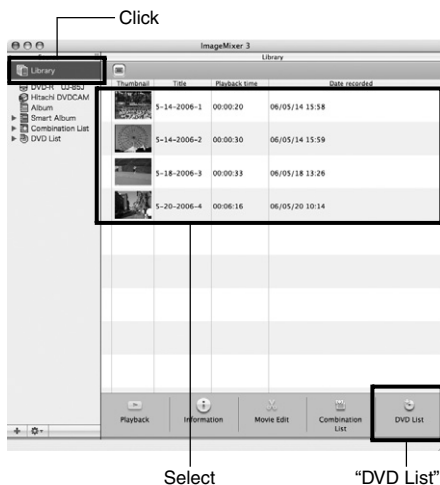 Click
ImageMixer 3
Library
Library
Thumbnail Title Playback time Date recorded
DVD-R UJ-85J
Hitachi DVDCAM
Album
Smart Album
Combination List
DVD List
5-14-2006-1 00:00:20 06/05/14 15:58
5-14-2006-2 00:00:30 06/05/14 15:59
5-18-2006-3 00:00:33 06/05/18 13:26
5-20-2006-4 00:06:16 06/05/20 10:14
Playback Information Movie Edit Combination List DVD List
Select "DVD List"